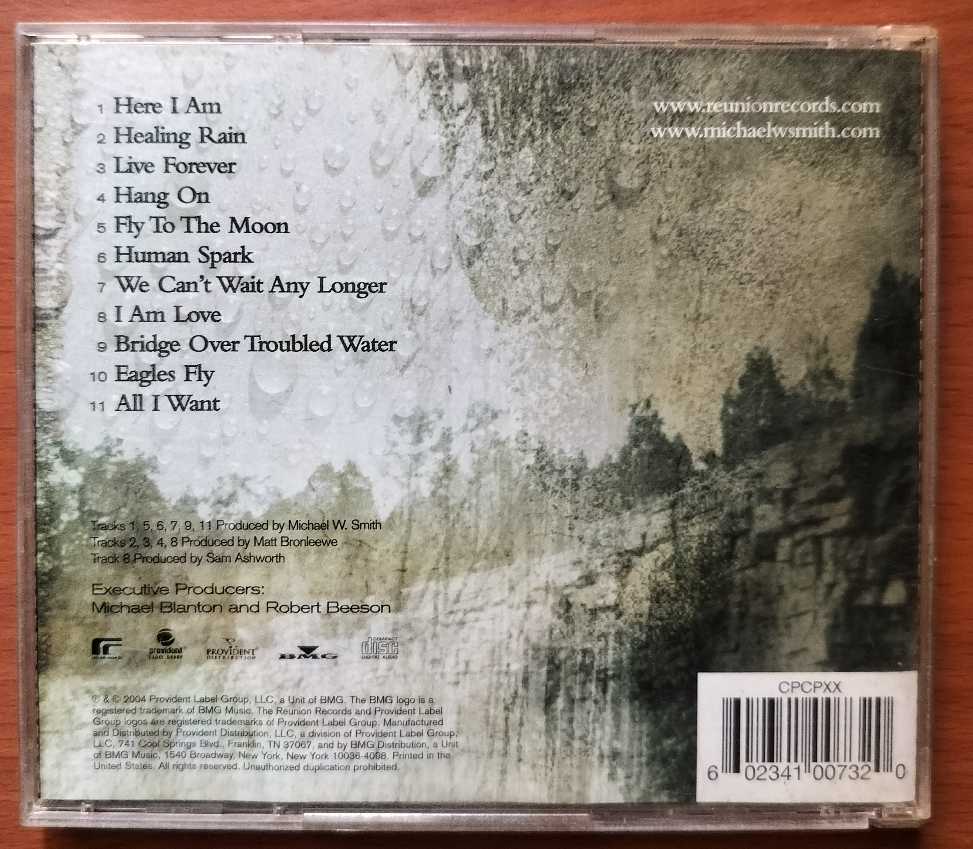 1 Here I Am
2 Healing Rain
3 Live Forever
4 Hang On
5 Fly To The Moon
6 Human Spark
7 We Can't Wait Any Longer
8 I Am Love
9 Bridge Over Troubled Water
10 Eagles Fly
11 All I Want
www.reunionrecords.com
www.michaelwsmith.com
Tracks 1, 5, 6, 7, 9, 11 Produced by Michael W. Smith
Tracks 2, 3, 4, 8 Produced by Matt Bronleewe
Track 8 Produced by Sam Ashworth
Executive Producers:
Michael Blanton and Robert Beeson
provident
LABEL GROUP
PROVIDENT
DISTRIBUTION
BMG
COMPACT
disc
DIGITAL AUDIO
℗ & © 2004 Provident Label Group, LLC, a Unit of BMG. The BMG logo is a
registered trademark of BMG Music. The Reunion Records and Provident Label
Group logos are registered trademarks of Provident Label Group. Manufactured
and Distributed by Provident Distribution, LLC, a division of Provident Label Group,
LLC, 741 Cool Springs Blvd., Franklin, TN 37067, and by BMG Distribution, a Unit
of BMG Music, 1540 Broadway, New York, New York 10036-4098. Printed in the
United States. All rights reserved. Unauthorized duplication prohibited.
CPCPXX
6 02341 00732 0